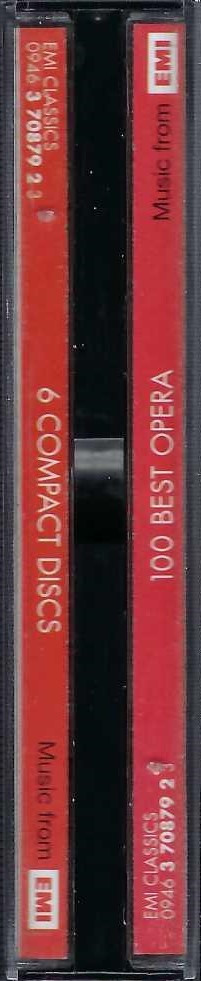 EMI CLASSICS
0946 3 70879 2 3
6 COMPACT DISCS
Music from EMI
EMI CLASSICS
0946 3 70879 2 3
100 BEST OPERA
Music from EMI